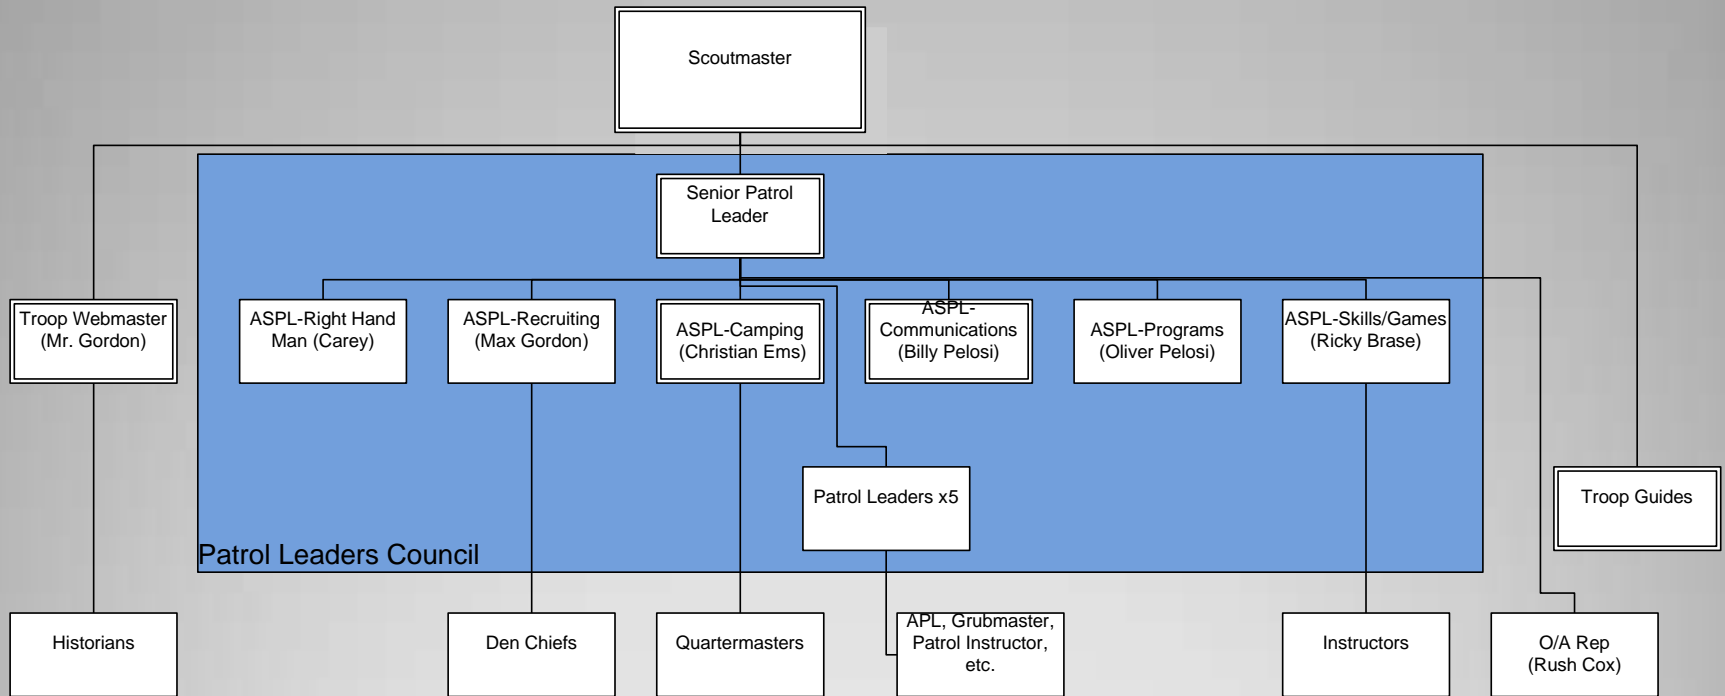 Scoutmaster
Senior Patrol
Leader
Troop Webmaster
(Mr. Gordon)
ASPL-Right Hand
Man (Carey)
ASPL-Recruiting
(Max Gordon)
ASPL-Camping
(Christian Ems)
ASPL-
Communications
(Billy Pelosi)
ASPL-Programs
(Oliver Pelosi)
ASPL-Skills/Games
(Ricky Brase)
Patrol Leaders x5
Troop Guides
Patrol Leaders Council
Historians
Den Chiefs
Quartermasters
APL, Grubmaster,
Patrol Instructor,
etc.
Instructors
O/A Rep
(Rush Cox)